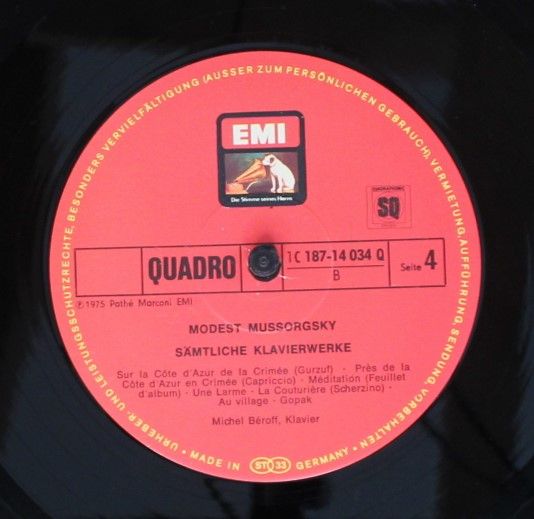 URHEBER- UND LEISTUNGSSCHUTZRECHTE, BESONDERS VERVIELFÄLTIGUNG (AUSSER ZUM PERSÖNLICHEN GEBRAUCH), VERMIETUNG, AUFFÜHRUNG, SENDUNG, VORBEHALTEN •
EMI
Die Stimme seines Herrn
QUADRAPHONIC
SQ
QUADRO
1C 187-14 034 Q
B
Seite 4
℗1975 Pathé Marconi EMI
MODEST MUSSORGSKY
SÄMTLICHE KLAVIERWERKE
Sur la Côte d'Azur de la Crimée (Gurzuf) · Près de la
Côte d'Azur en Crimée (Capriccio) · Méditation (Feuillet
d'album) · Une Larme · La Couturière (Scherzino) ·
Au village · Gopak
Michel Béroff, Klavier
• MADE IN ST 33 GERMANY •